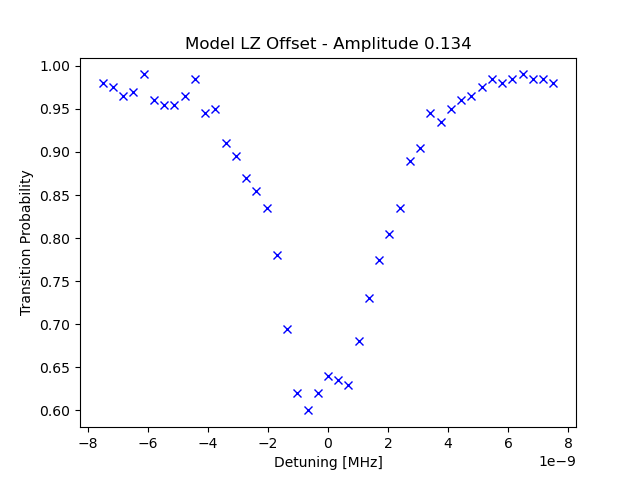 Model LZ Offset - Amplitude 0.134
1.00
0.95
0.90
0.85
0.80
0.75
0.70
0.65
0.60
Transition Probability
−8 −6 −4 −2 0 2 4 6 8
1e−9
Detuning [MHz]